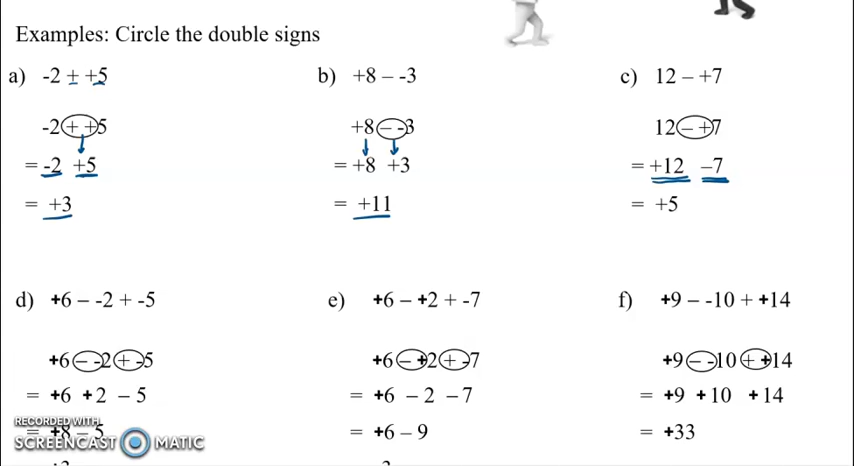 Examples: Circle the double signs
a) -2 + +5
b) +8 – -3
c) 12 – +7
-2 + +5
+8 – -3
12 – +7
= -2 +5
= +8 +3
= +12 –7
= +3
= +11
= +5
d) +6 – -2 + -5
e) +6 – +2 + -7
f) +9 – -10 + +14
+6 – -2 + -5
+6 – +2 + -7
+9 – -10 + +14
= +6 +2 – 5
= +6 – 2 – 7
= +9 +10 +14
= +8 – 5
= +6 – 9
= +33
RECORDED WITH
SCREENCAST MATIC